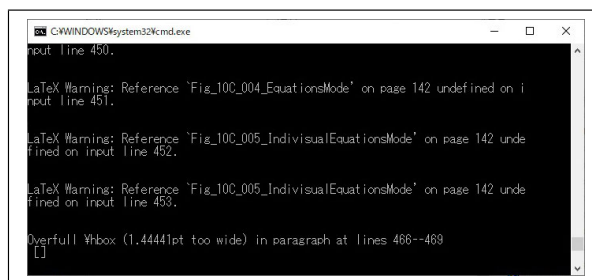 C:¥WINDOWS¥system32¥cmd.exe
nput line 450.
LaTeX Warning: Reference `Fig_10C_004_EquationsMode' on page 142 undefined on i
nput line 451.
LaTeX Warning: Reference `Fig_10C_005_IndivisualEquationsMode' on page 142 unde
fined on input line 452.
LaTeX Warning: Reference `Fig_10C_005_IndivisualEquationsMode' on page 142 unde
fined on input line 453.
Overfull ¥hbox (1.44441pt too wide) in paragraph at lines 466--469
[]